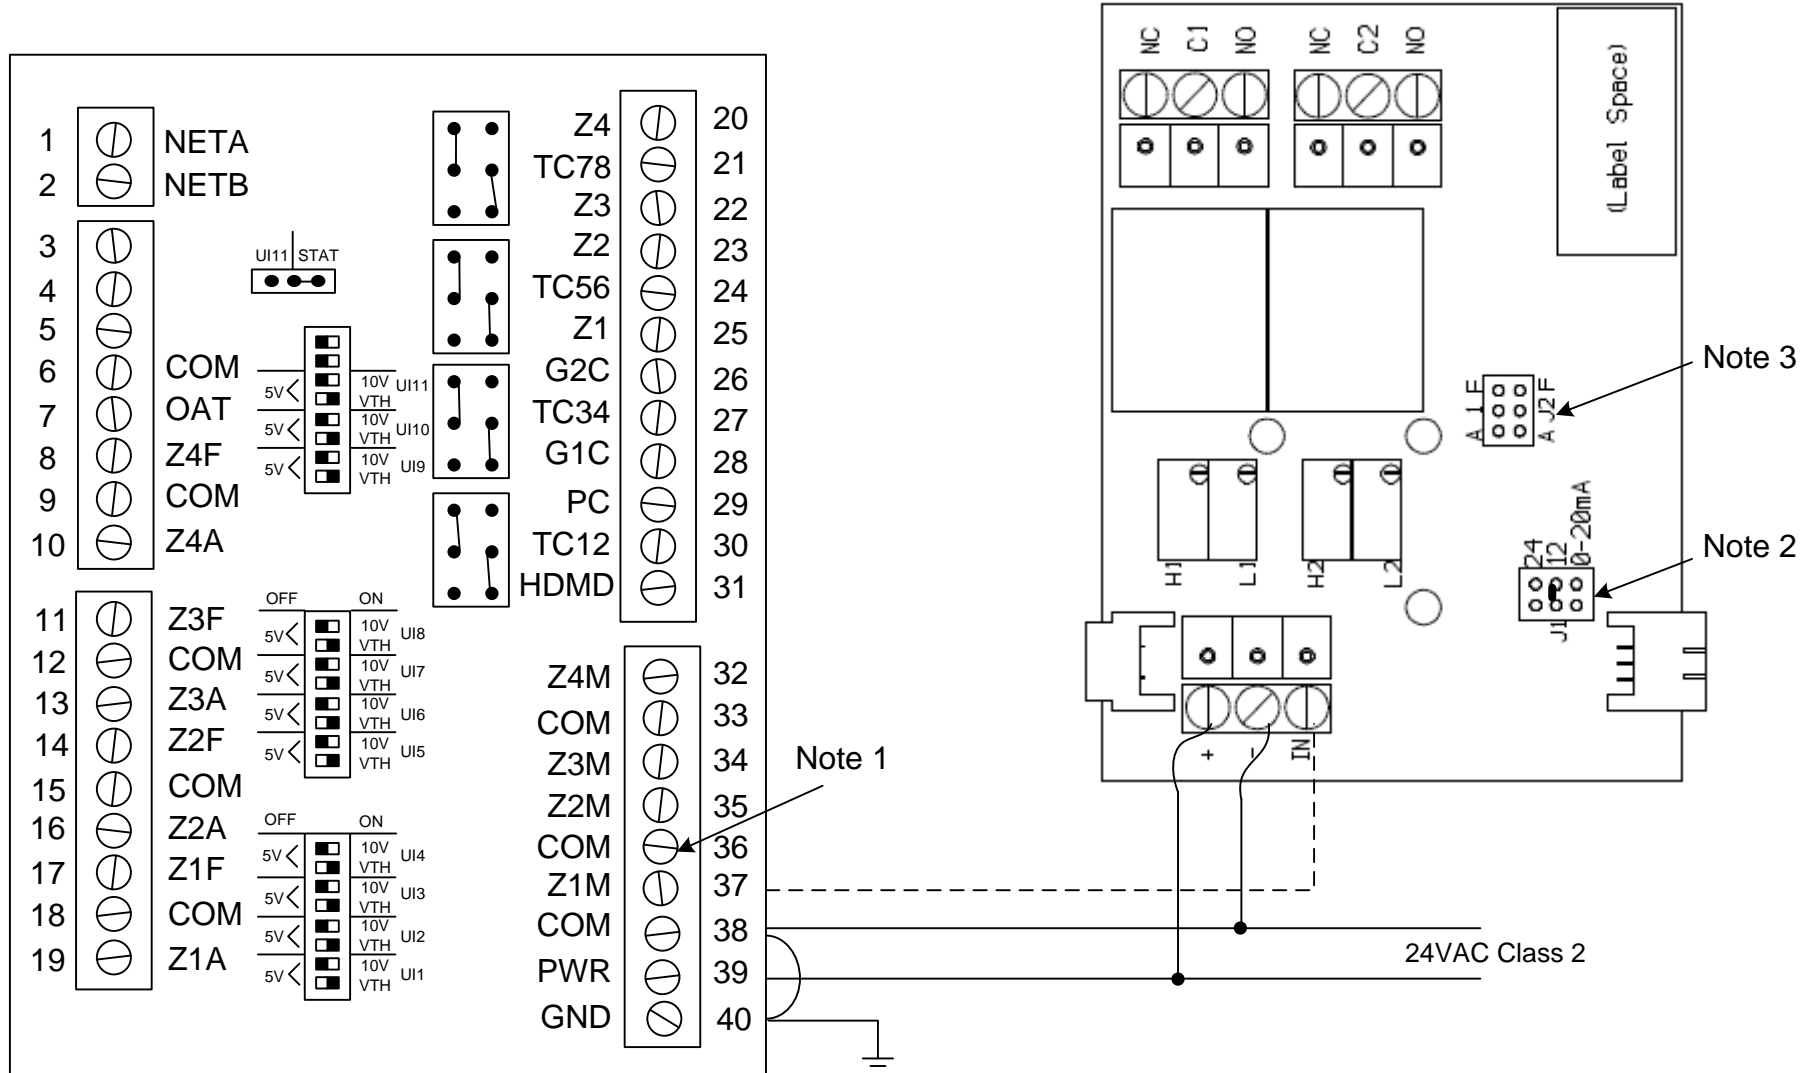 1 NETA
2 NETB
3
4
5
6 COM
7 OAT
8 Z4F
9 COM
10 Z4A
11 Z3F
12 COM
13 Z3A
14 Z2F
15 COM
16 Z2A
17 Z1F
18 COM
19 Z1A
UI11 STAT
5V 10V UI11
VTH
5V 10V UI10
VTH
5V 10V UI9
VTH
OFF ON
5V 10V UI8
VTH
5V 10V UI7
VTH
5V 10V UI6
VTH
5V 10V UI5
VTH
OFF ON
5V 10V UI4
VTH
5V 10V UI3
VTH
5V 10V UI2
VTH
5V 10V UI1
VTH
Z4 20
TC78 21
Z3 22
Z2 23
TC56 24
Z1 25
G2C 26
TC34 27
G1C 28
PC 29
TC12 30
HDMD 31
Z4M 32
COM 33
Z3M 34
Z2M 35
COM 36
Z1M 37
COM 38
PWR 39
GND 40
Note 1
NC C1 NO
NC C2 NO
(Label Space)
A 1 F
A J2 F
Note 3
H1 L1 H2 L2
24 12 0-20mA
J1
Note 2
+ - IN
24VAC Class 2